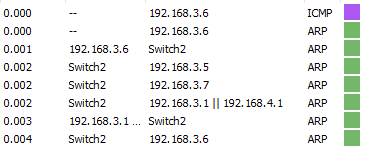 0.000 -- 192.168.3.6 ICMP
0.000 -- 192.168.3.6 ARP
0.001 192.168.3.6 Switch2 ARP
0.002 Switch2 192.168.3.5 ARP
0.002 Switch2 192.168.3.7 ARP
0.002 Switch2 192.168.3.1 || 192.168.4.1 ARP
0.003 192.168.3.1 ... Switch2 ARP
0.004 Switch2 192.168.3.6 ARP